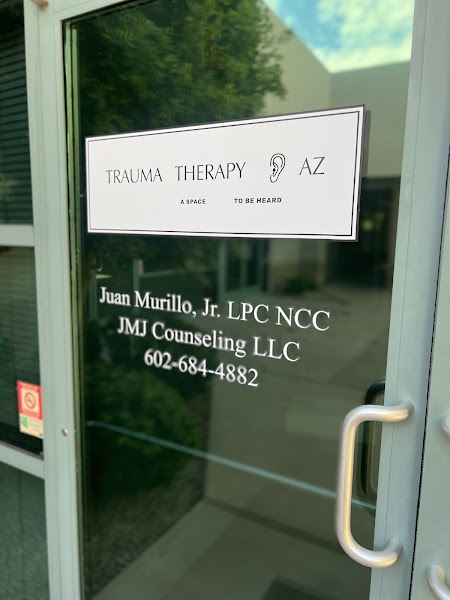 TRAUMA THERAPY AZ
A SPACE TO BE HEARD
Juan Murillo, Jr. LPC NCC
JMJ Counseling LLC
602-684-4882